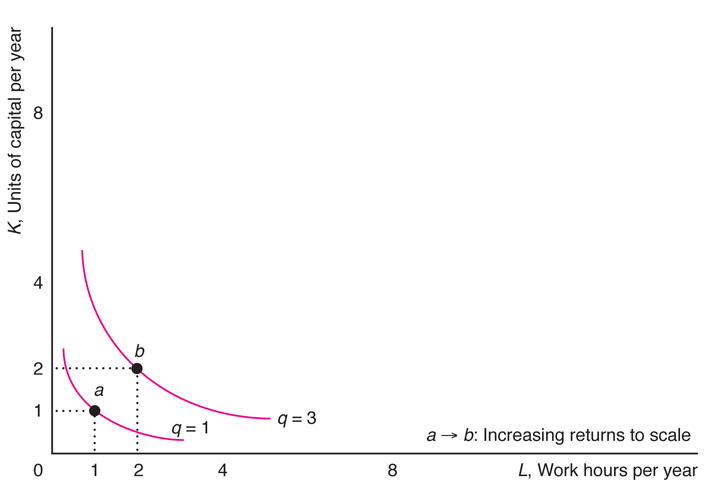 K, Units of capital per year
8
4
b
2
a
1
q = 3
q = 1
a → b: Increasing returns to scale
0 1 2 4 8 L, Work hours per year